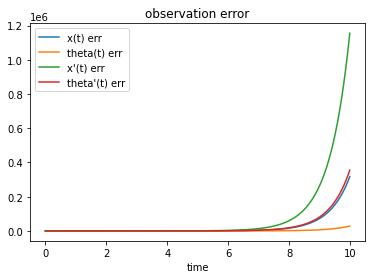 observation error
1e6
x(t) err
theta(t) err
x'(t) err
theta'(t) err
1.2
1.0
0.8
0.6
0.4
0.2
0.0
0 2 4 6 8 10
time